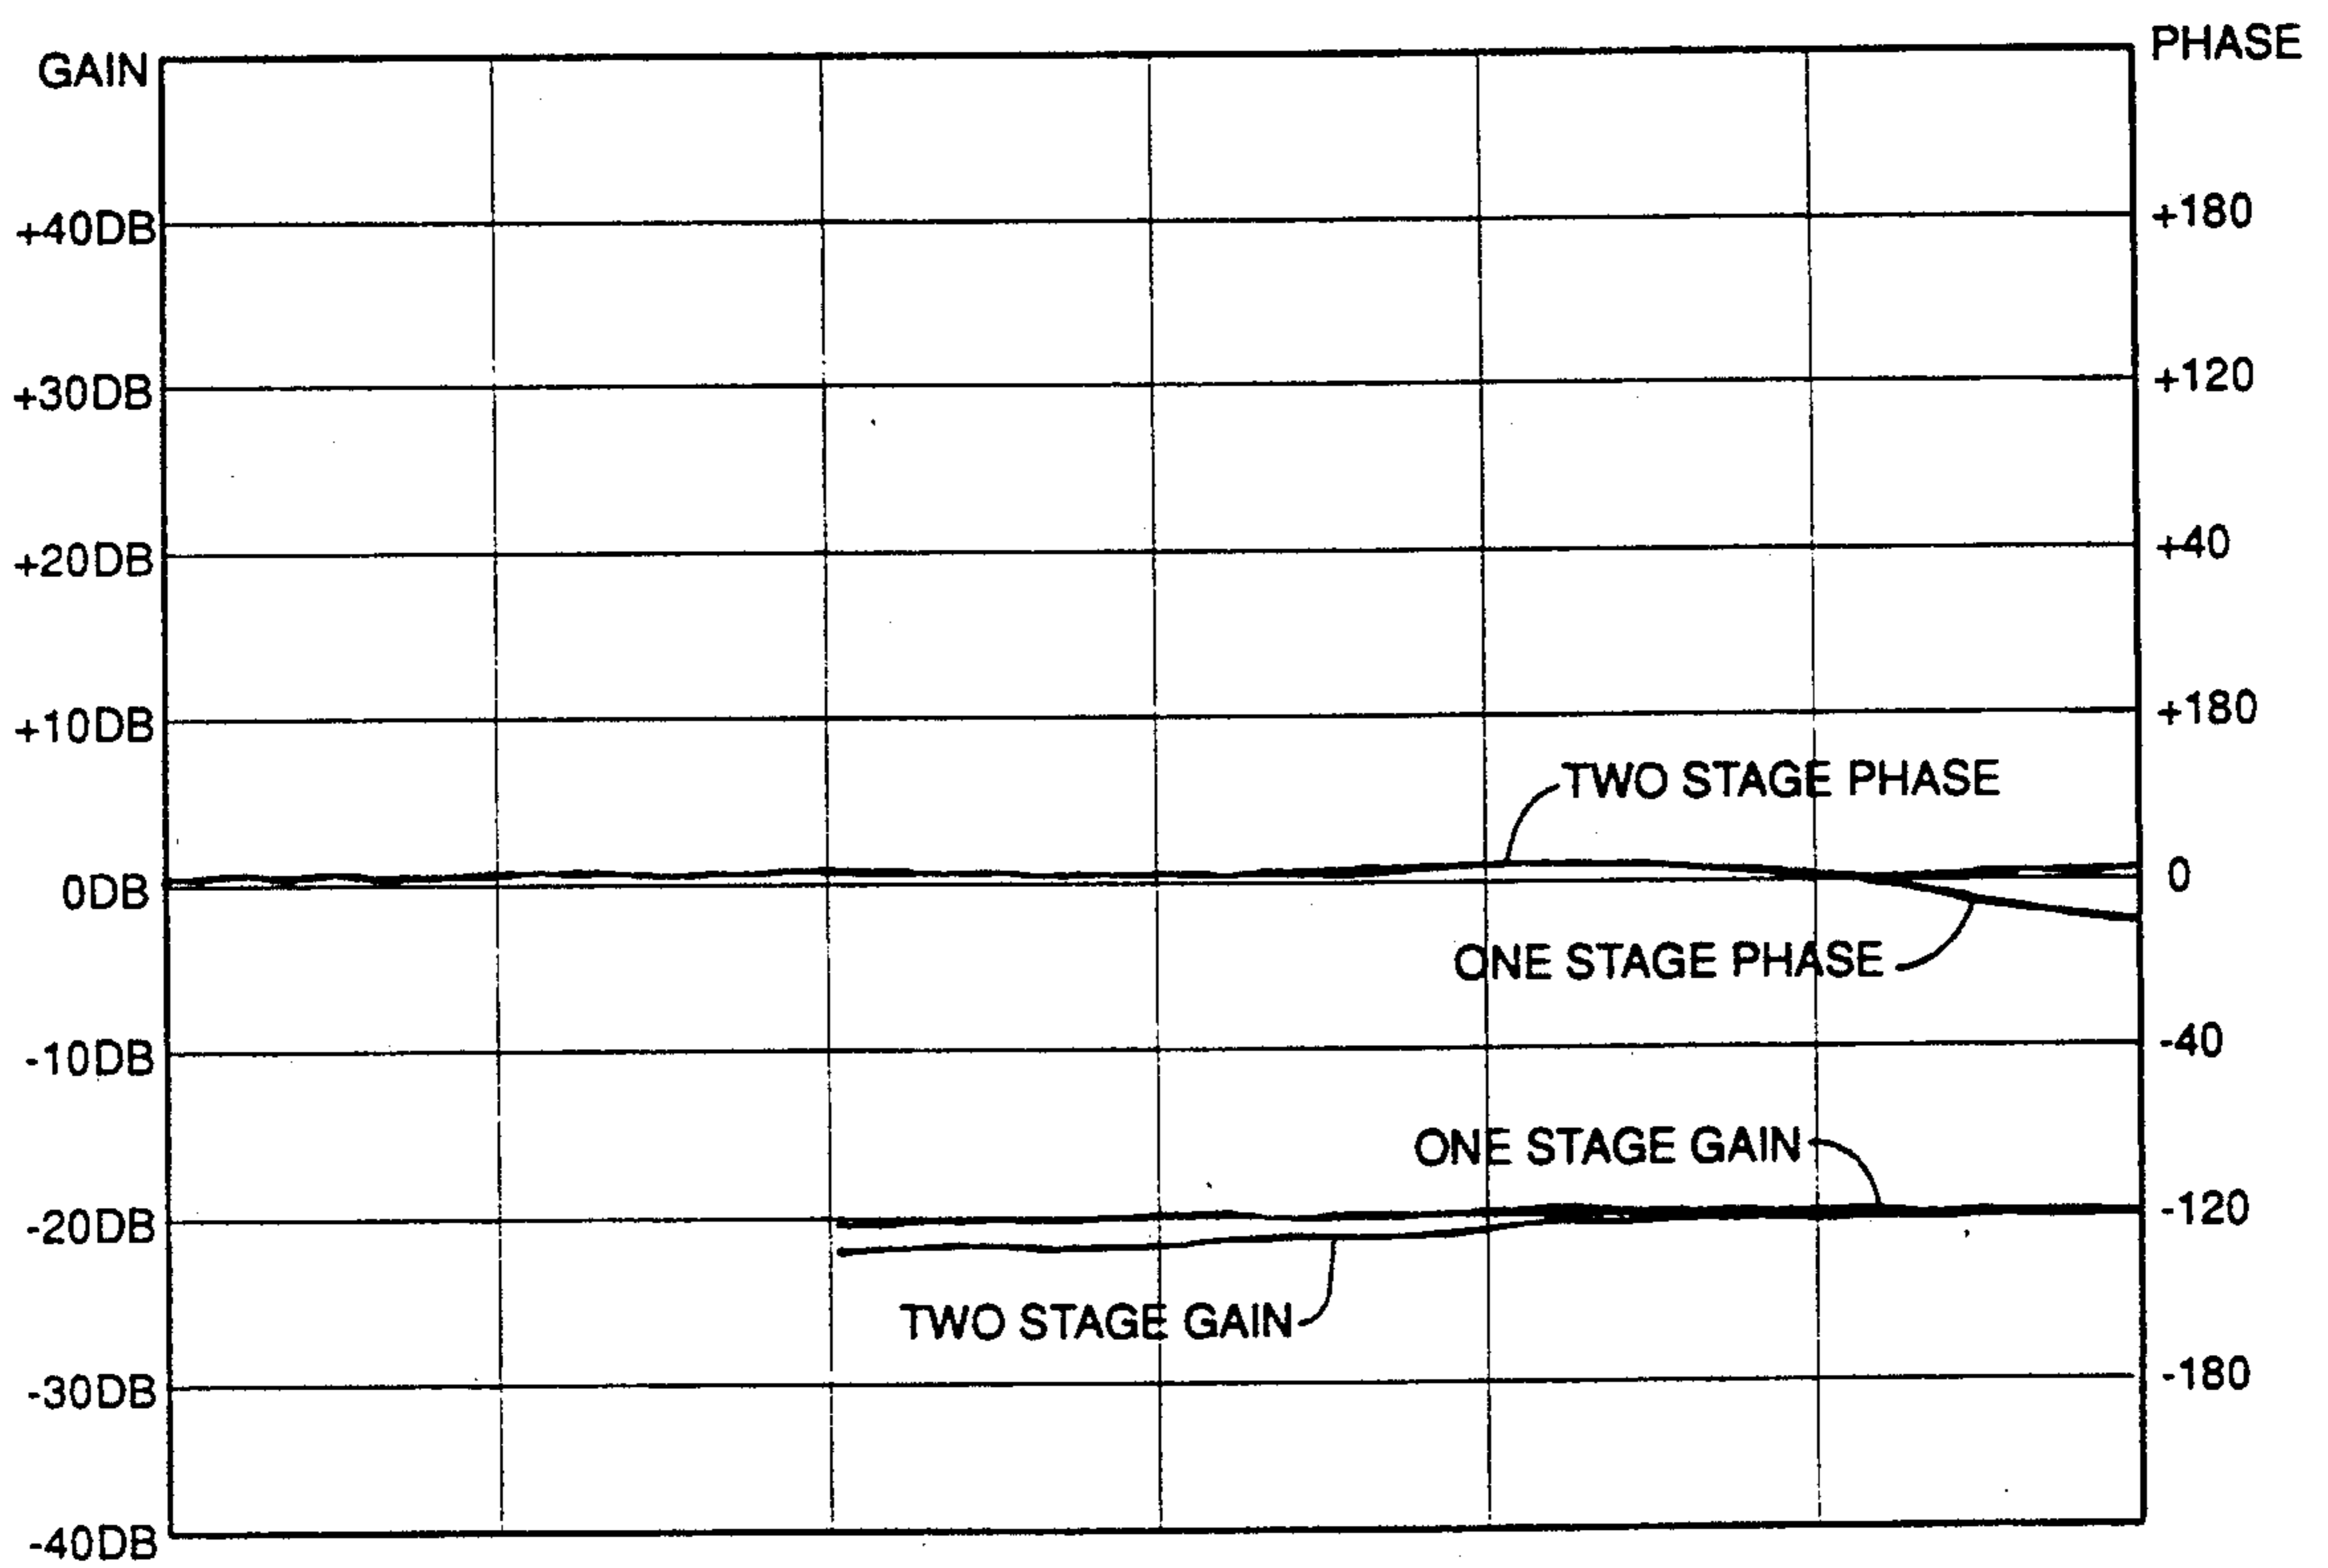 GAIN
PHASE
+40DB
+180
+30DB
+120
+20DB
+40
+10DB
+180
TWO STAGE PHASE
0DB
0
ONE STAGE PHASE
-10DB
-40
ONE STAGE GAIN
-20DB
-120
TWO STAGE GAIN
-30DB
-180
-40DB